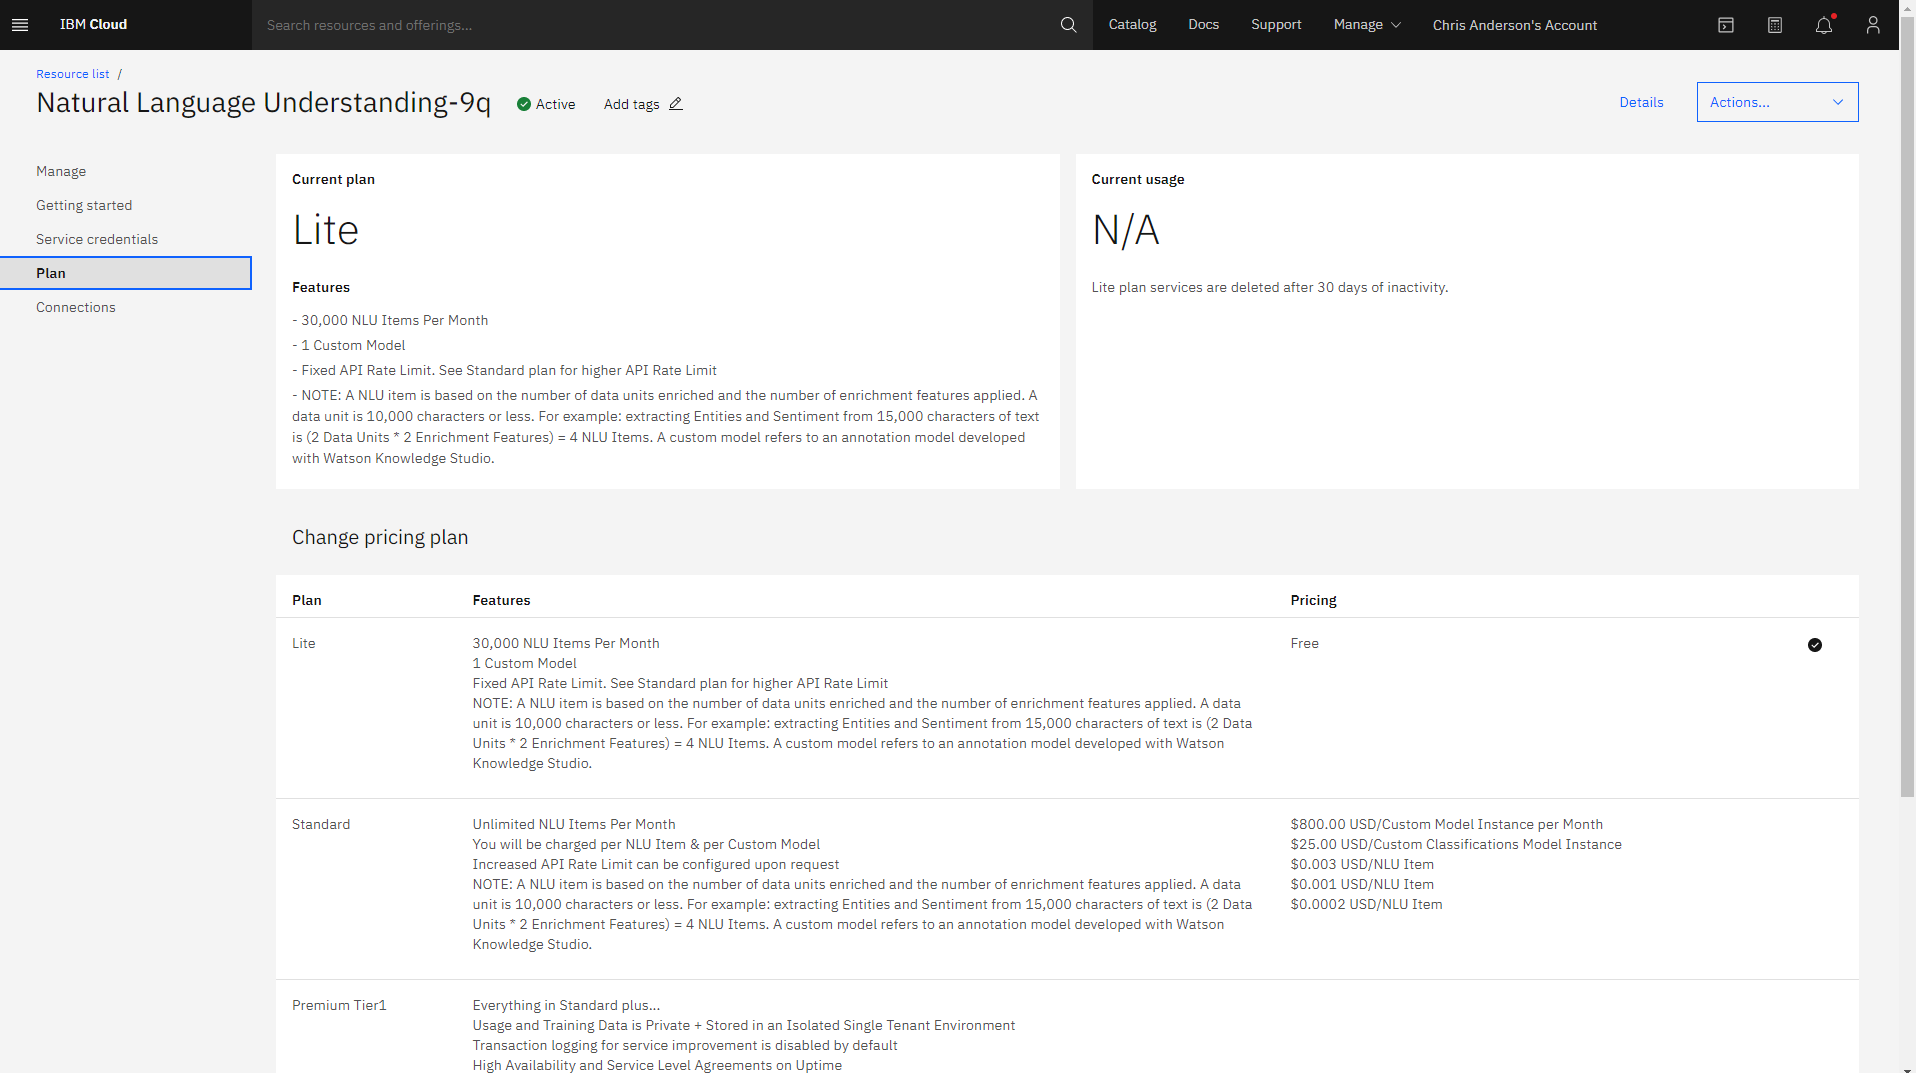 IBM Cloud
Search resources and offerings...
Catalog
Docs
Support
Manage
Chris Anderson's Account
Resource list /
Natural Language Understanding-9q
Active
Add tags
Details
Actions...
Manage
Getting started
Service credentials
Plan
Connections
Current plan
Lite
Features
- 30,000 NLU Items Per Month
- 1 Custom Model
- Fixed API Rate Limit. See Standard plan for higher API Rate Limit
- NOTE: A NLU item is based on the number of data units enriched and the number of enrichment features applied. A
data unit is 10,000 characters or less. For example: extracting Entities and Sentiment from 15,000 characters of text
is (2 Data Units * 2 Enrichment Features) = 4 NLU Items. A custom model refers to an annotation model developed
with Watson Knowledge Studio.
Current usage
N/A
Lite plan services are deleted after 30 days of inactivity.
Change pricing plan
Plan
Features
Pricing
Lite
30,000 NLU Items Per Month
1 Custom Model
Fixed API Rate Limit. See Standard plan for higher API Rate Limit
NOTE: A NLU item is based on the number of data units enriched and the number of enrichment features applied. A data
unit is 10,000 characters or less. For example: extracting Entities and Sentiment from 15,000 characters of text is (2 Data
Units * 2 Enrichment Features) = 4 NLU Items. A custom model refers to an annotation model developed with Watson
Knowledge Studio.
Free
Standard
Unlimited NLU Items Per Month
You will be charged per NLU Item & per Custom Model
Increased API Rate Limit can be configured upon request
NOTE: A NLU item is based on the number of data units enriched and the number of enrichment features applied. A data
unit is 10,000 characters or less. For example: extracting Entities and Sentiment from 15,000 characters of text is (2 Data
Units * 2 Enrichment Features) = 4 NLU Items. A custom model refers to an annotation model developed with Watson
Knowledge Studio.
$800.00 USD/Custom Model Instance per Month
$25.00 USD/Custom Classifications Model Instance
$0.003 USD/NLU Item
$0.001 USD/NLU Item
$0.0002 USD/NLU Item
Premium Tier1
Everything in Standard plus...
Usage and Training Data is Private + Stored in an Isolated Single Tenant Environment
Transaction logging for service improvement is disabled by default
High Availability and Service Level Agreements on Uptime